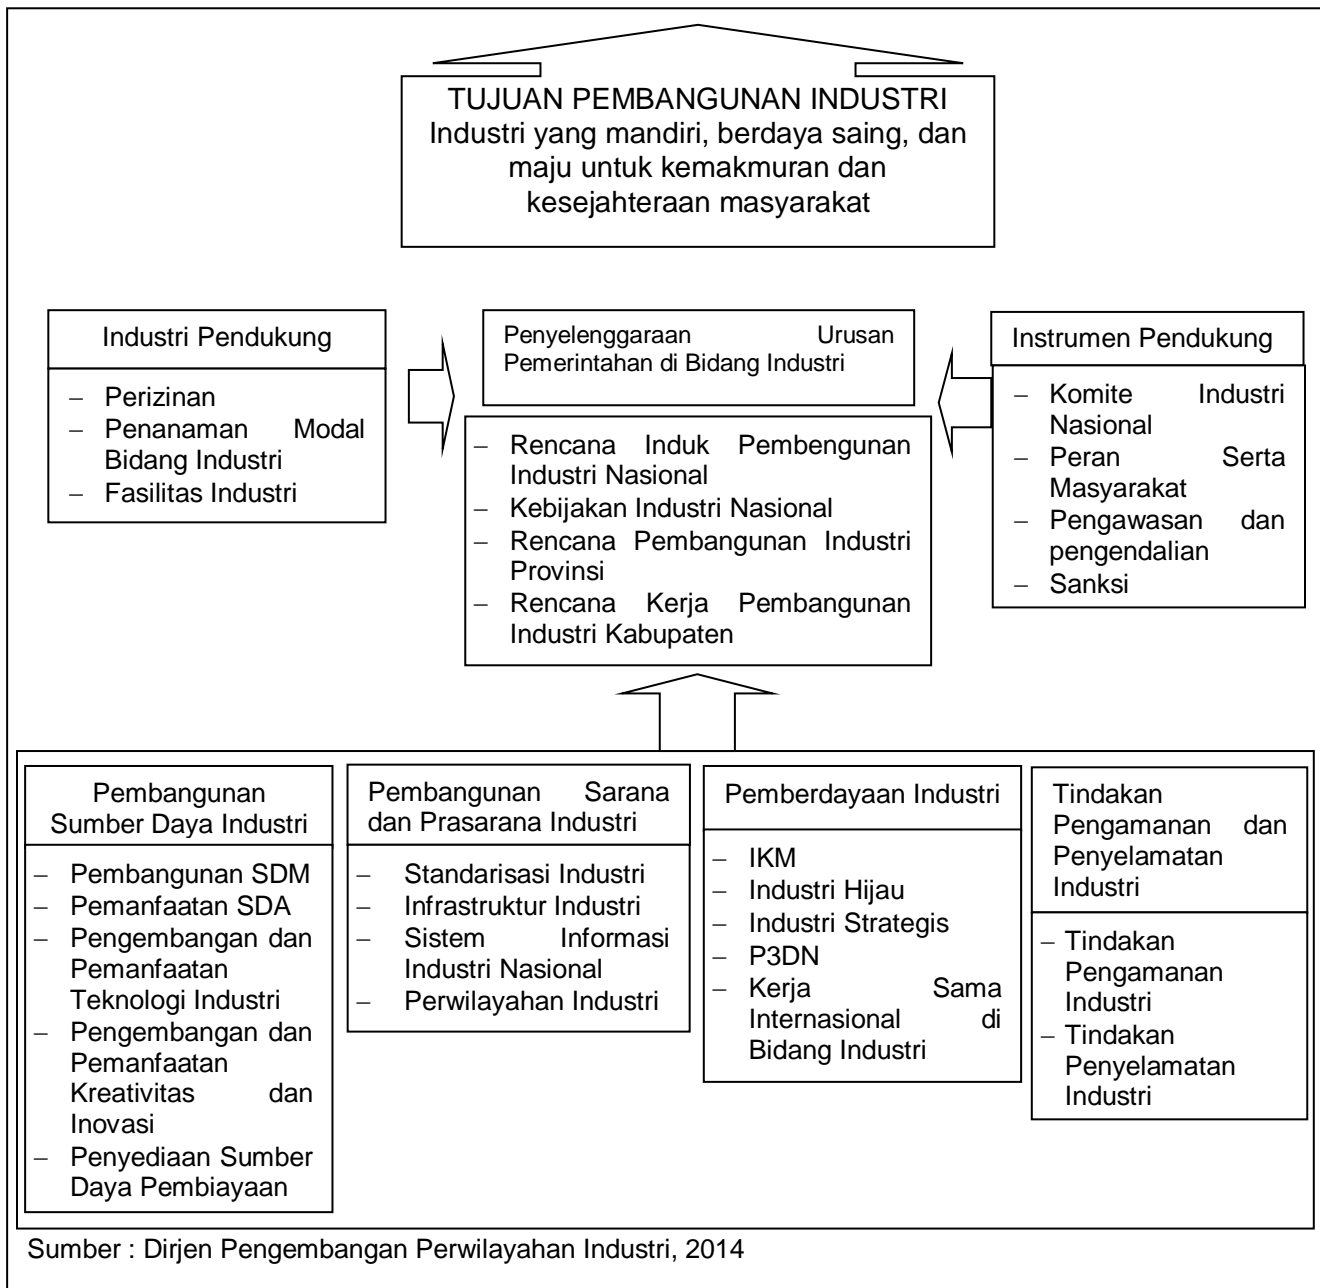 TUJUAN PEMBANGUNAN INDUSTRI
Industri yang mandiri, berdaya saing, dan
maju untuk kemakmuran dan
kesejahteraan masyarakat
Industri Pendukung
– Perizinan
– Penanaman Modal
Bidang Industri
– Fasilitas Industri
Penyelenggaraan Urusan
Pemerintahan di Bidang Industri
– Rencana Induk Pembengunan
Industri Nasional
– Kebijakan Industri Nasional
– Rencana Pembangunan Industri
Provinsi
– Rencana Kerja Pembangunan
Industri Kabupaten
Instrumen Pendukung
– Komite Industri
Nasional
– Peran Serta
Masyarakat
– Pengawasan dan
pengendalian
– Sanksi
Pembangunan
Sumber Daya Industri
– Pembangunan SDM
– Pemanfaatan SDA
– Pengembangan dan
Pemanfaatan
Teknologi Industri
– Pengembangan dan
Pemanfaatan
Kreativitas dan
Inovasi
– Penyediaan Sumber
Daya Pembiayaan
Pembangunan Sarana
dan Prasarana Industri
– Standarisasi Industri
– Infrastruktur Industri
– Sistem Informasi
Industri Nasional
– Perwilayahan Industri
Pemberdayaan Industri
– IKM
– Industri Hijau
– Industri Strategis
– P3DN
– Kerja Sama
Internasional di
Bidang Industri
Tindakan
Pengamanan dan
Penyelamatan
Industri
– Tindakan
Pengamanan
Industri
– Tindakan
Penyelamatan
Industri
Sumber : Dirjen Pengembangan Perwilayahan Industri, 2014